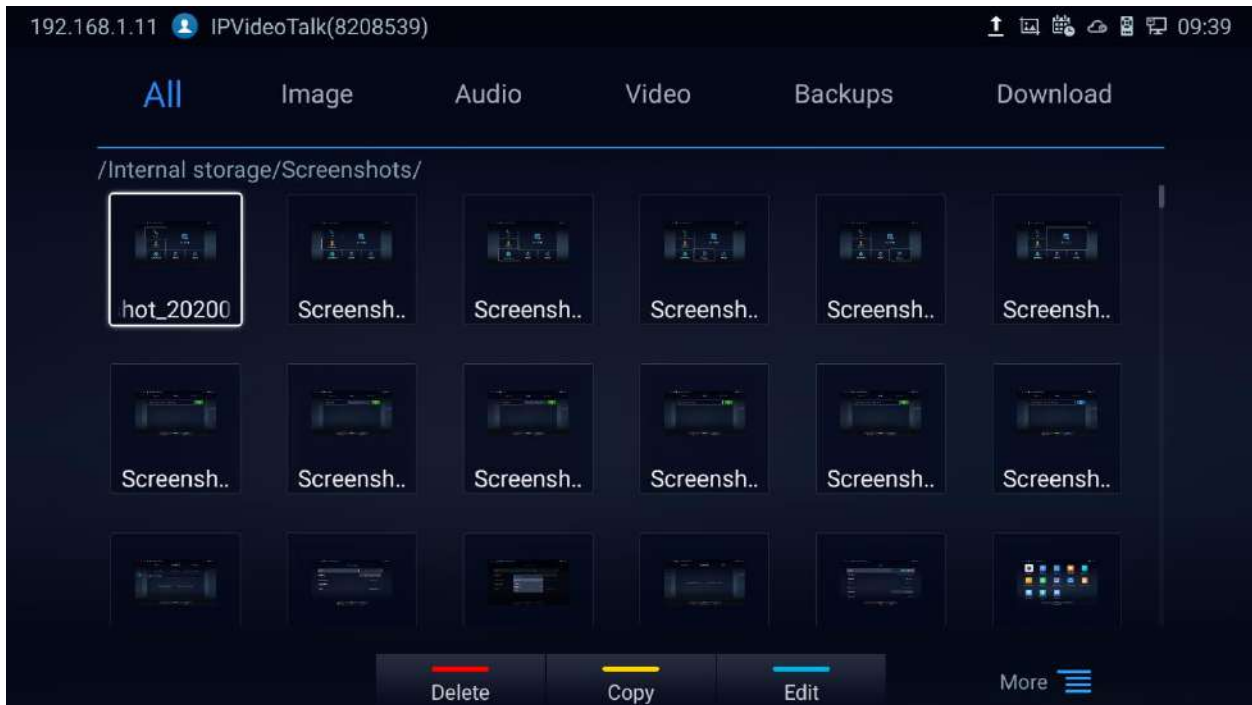 192.168.1.11 IPVideoTalk(8208539) 09:39
All Image Audio Video Backups Download
/Internal storage/Screenshots/
hot_20200 Screensh.. Screensh.. Screensh.. Screensh.. Screensh..
Screensh.. Screensh.. Screensh.. Screensh.. Screensh.. Screensh..
Delete Copy Edit More